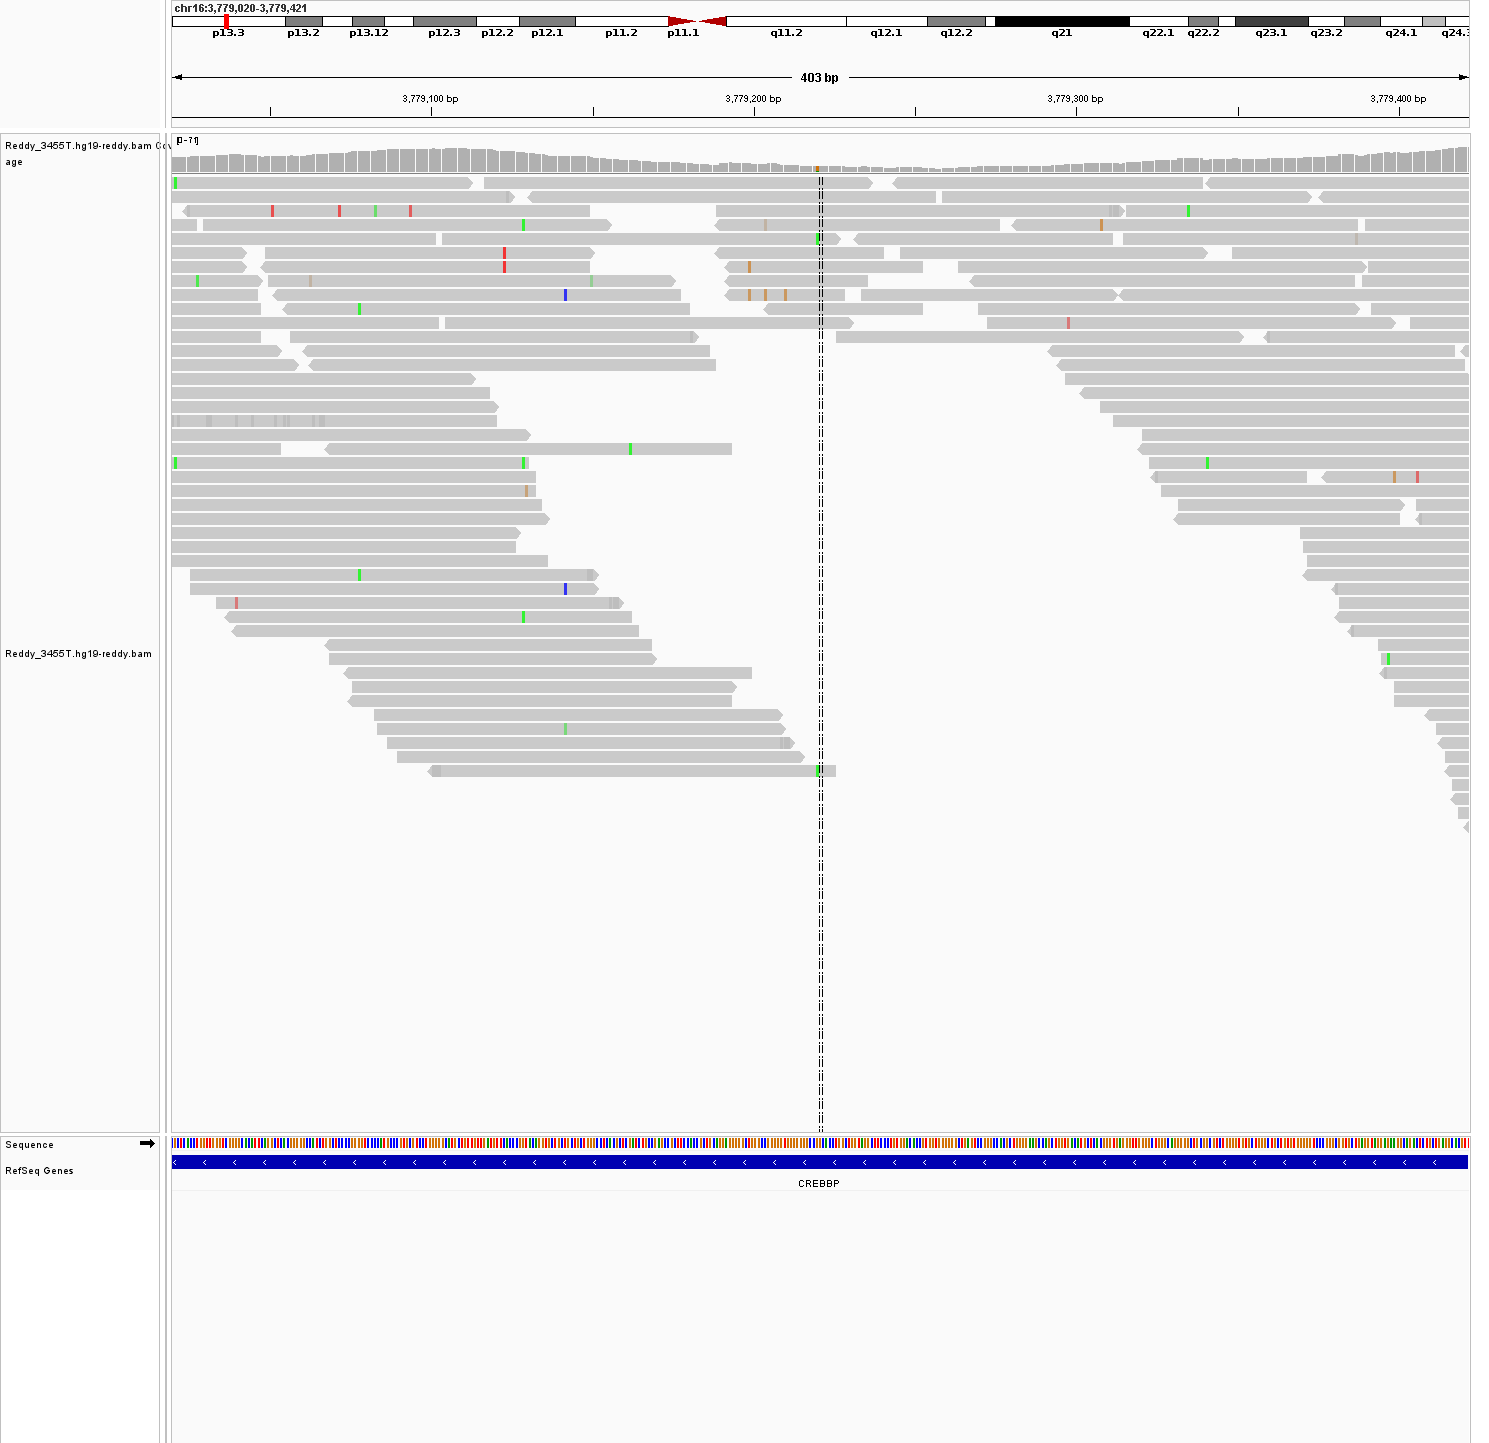 chr16:3,779,020-3,779,421
p13.3 p13.2 p13.12 p12.3 p12.2 p12.1 p11.2 p11.1 q11.2 q12.1 q12.2 q21 q22.1 q22.2 q23.1 q23.2 q24.1 q24.3
403 bp
3,779,100 bp 3,779,200 bp 3,779,300 bp 3,779,400 bp
[0-71]
Reddy_3455T.hg19-reddy.bam Cov
age
Reddy_3455T.hg19-reddy.bam
Sequence
RefSeq Genes
CREBBP